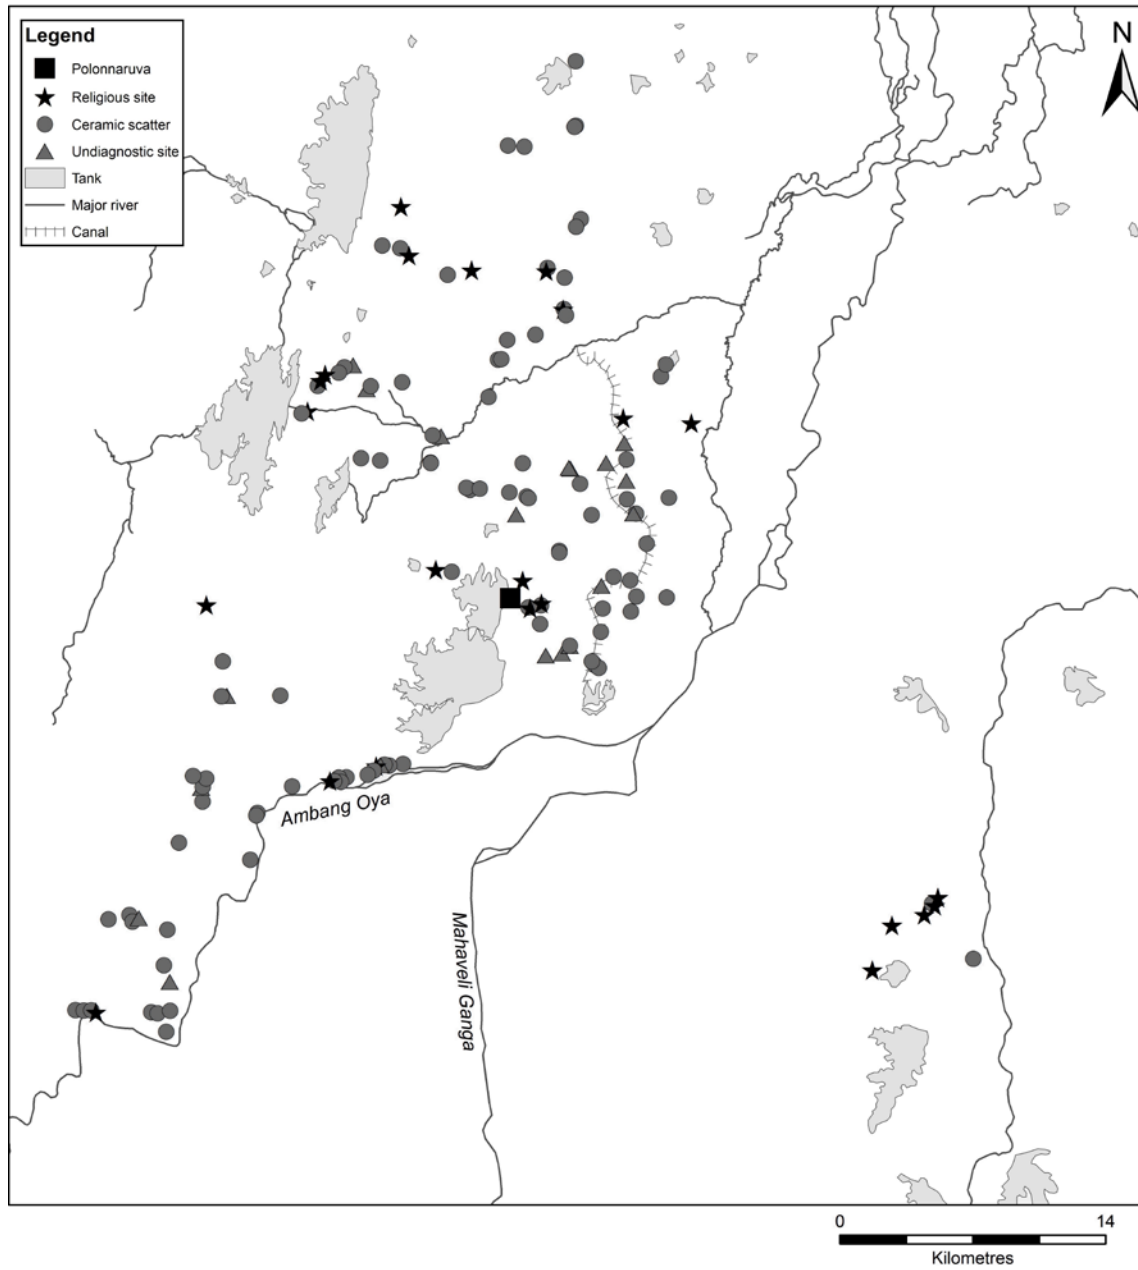 Legend
Polonnaruva
Religious site
Ceramic scatter
Undiagnostic site
Tank
Major river
Canal
N
Ambang Oya
Mahaveli Ganga
0 14
Kilometres